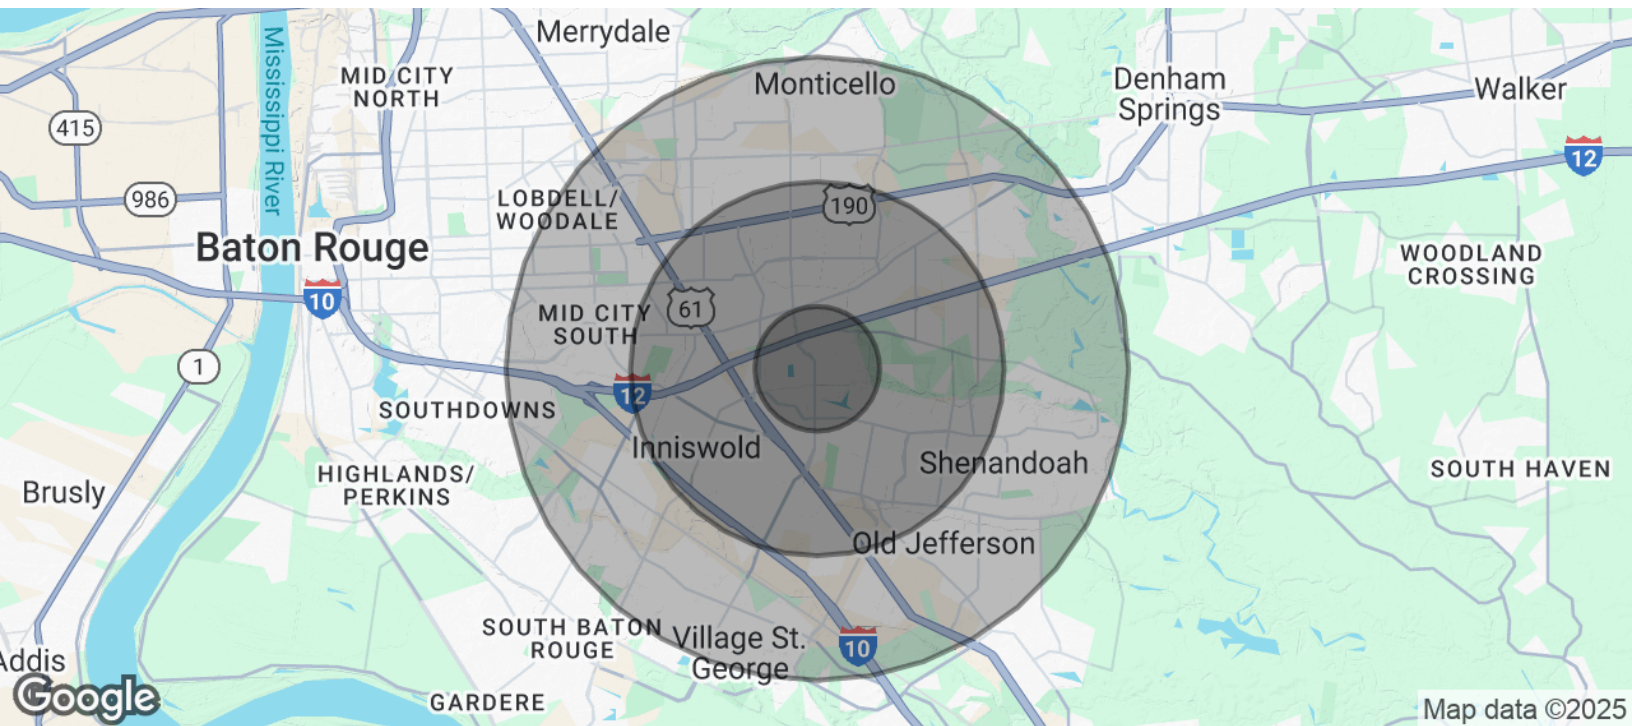 Merrydale
Mississippi River
MID CITY
NORTH
Monticello
Denham
Springs
Walker
415
12
986
LOBDELL/
WOODALE
190
Baton Rouge
WOODLAND
CROSSING
10
61
MID CITY
SOUTH
1
12
SOUTHDOWNS
Inniswold
Shenandoah
SOUTH HAVEN
HIGHLANDS/
PERKINS
Brusly
Old Jefferson
SOUTH BATON
ROUGE
Village St.
George
10
Addis
Google
GARDERE
Map data ©2025